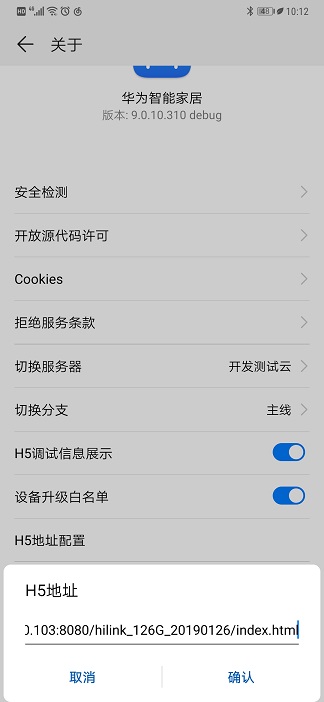 HD 46 10:12
关于
华为智能家居
版本: 9.0.10.310 debug
安全检测
开放源代码许可
Cookies
拒绝服务条款
切换服务器 开发测试云
切换分支 主线
H5调试信息展示
设备升级白名单
H5地址配置
H5地址
0.103:8080/hilink_126G_20190126/index.html
取消 确认